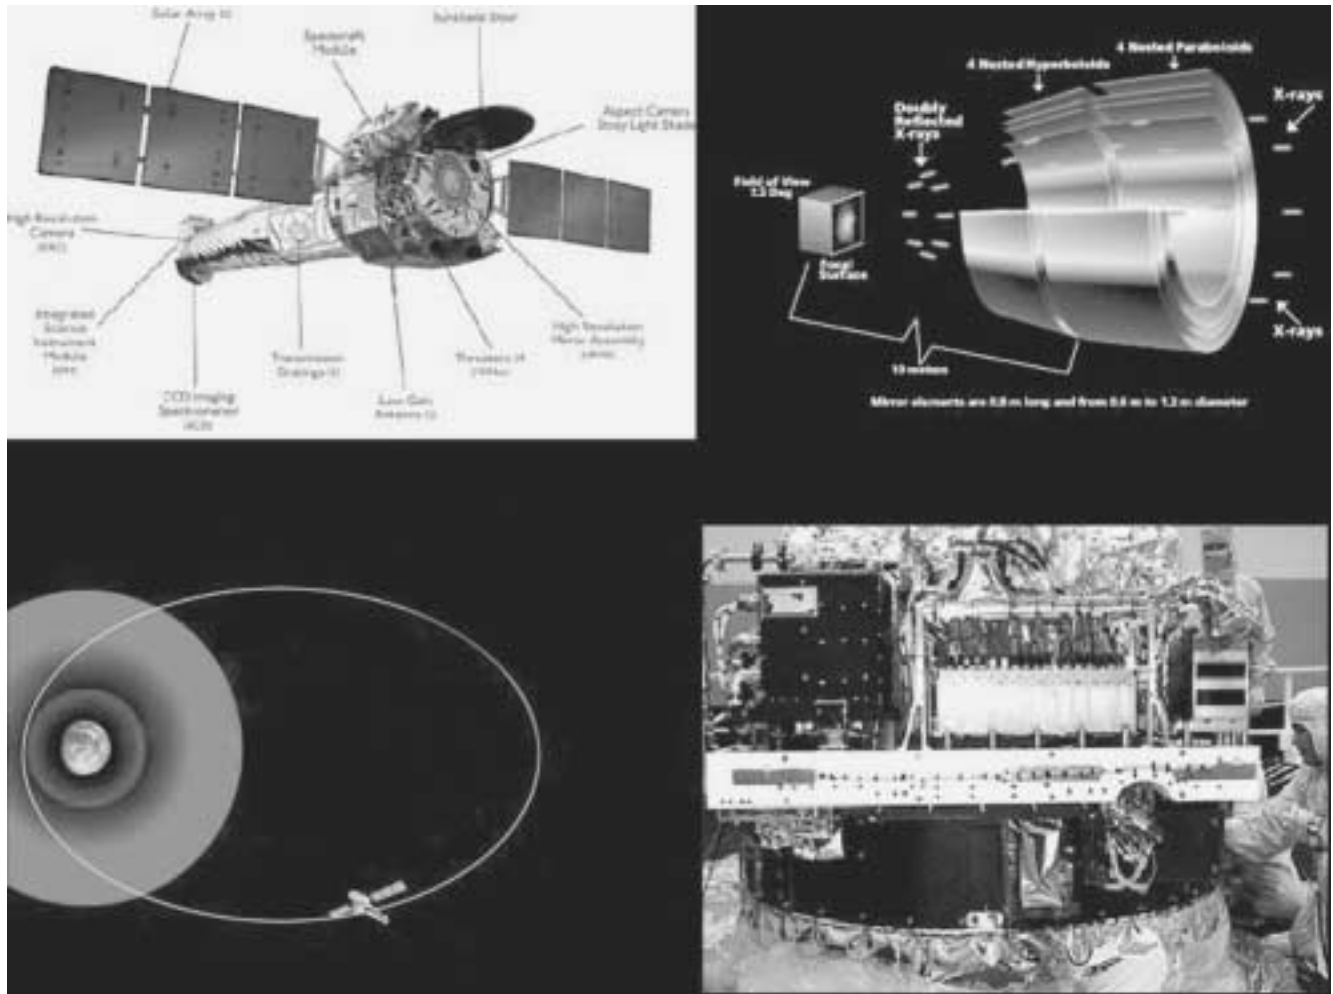 Solar Array (2)
Sunshade Door
Spacecraft
Module
Aspect Camera
Stray Light Shade
High Resolution
Camera
(HRC)
Integrated
Science
Instrument
Module
(ISIM)
CCD Imaging
Spectrometer
(ACIS)
Transmission
Gratings (2)
Low Gain
Antenna (2)
Thrusters (4)
High Resolution
Mirror Assembly
(HRMA)
4 Nested Paraboloids
4 Nested Hyperboloids
X-rays
Doubly
Reflected
X-rays
Field of View
Focal
Surface
X-rays
10 meters
Mirror elements are 0.8 m long and from 0.6 m to 1.2 m diameter